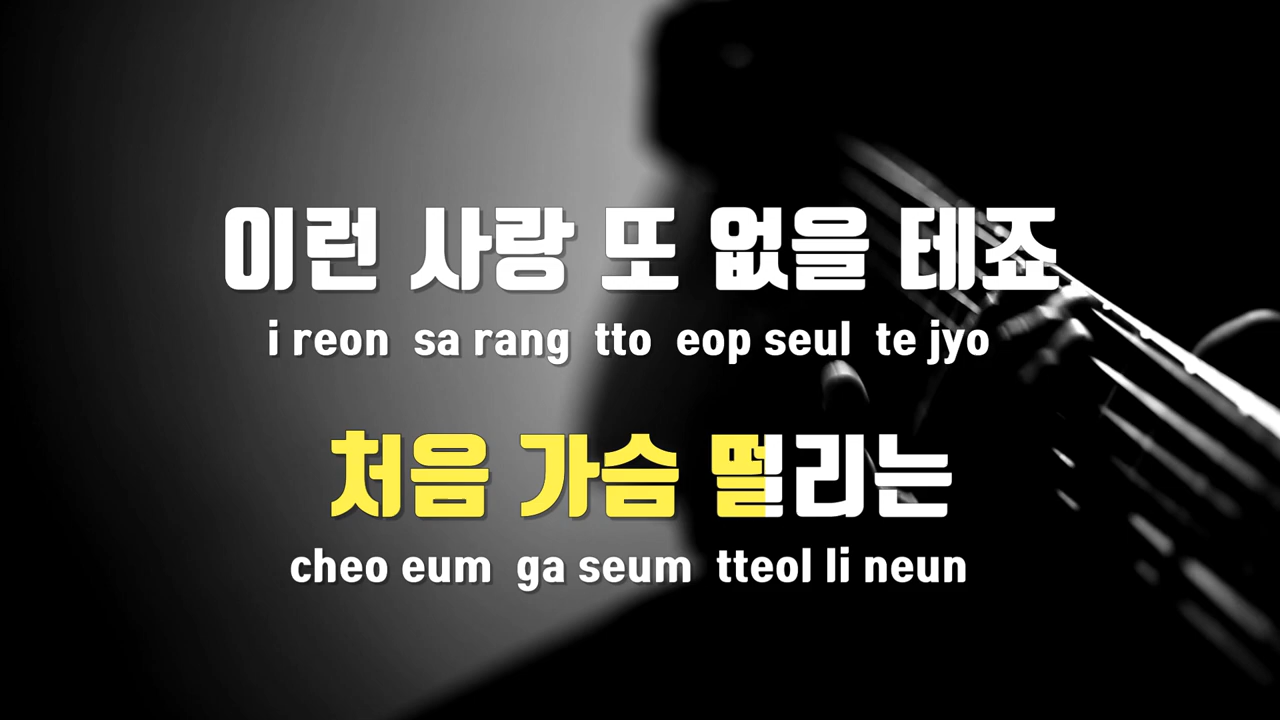 이런 사랑 또 없을 테죠
i reon sa rang tto eop seul te jyo
처음 가슴 떨리는
cheo eum ga seum tteol li neun